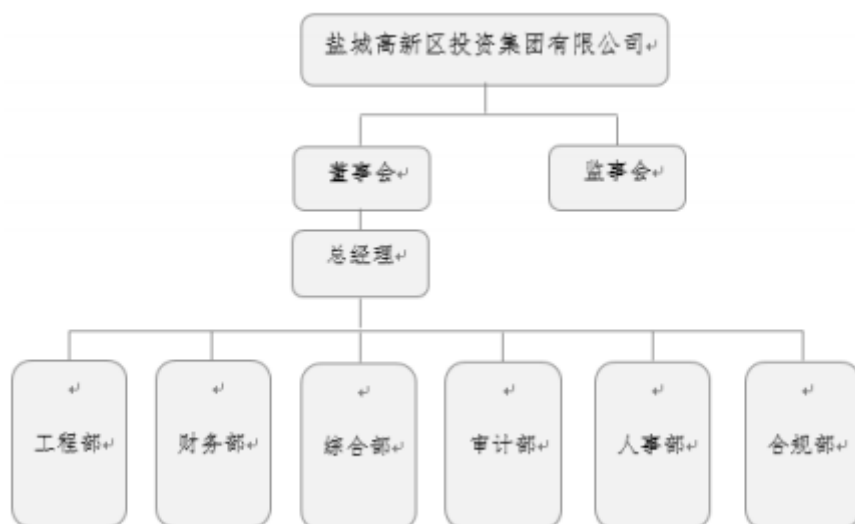 盐城高新区投资集团有限公司
董事会
监事会
总经理
工程部
财务部
综合部
审计部
人事部
合规部